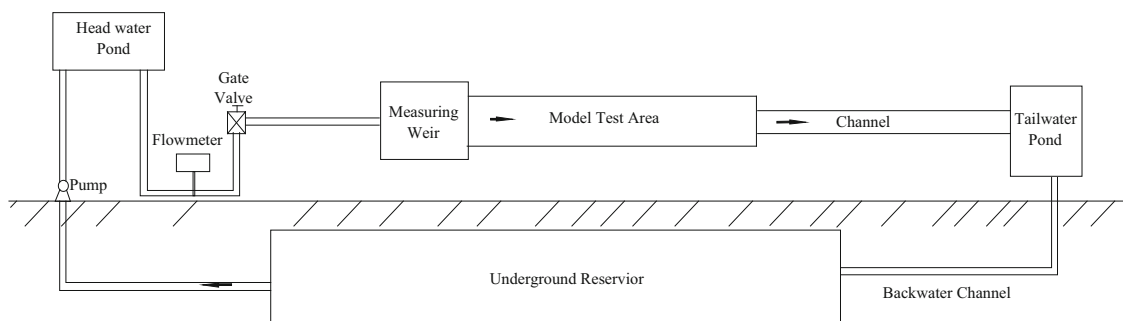 Head water
Pond
Gate
Valve
Flowmeter
Pump
Measuring
Weir
Model Test Area
Channel
Tailwater
Pond
Underground Reservior
Backwater Channel